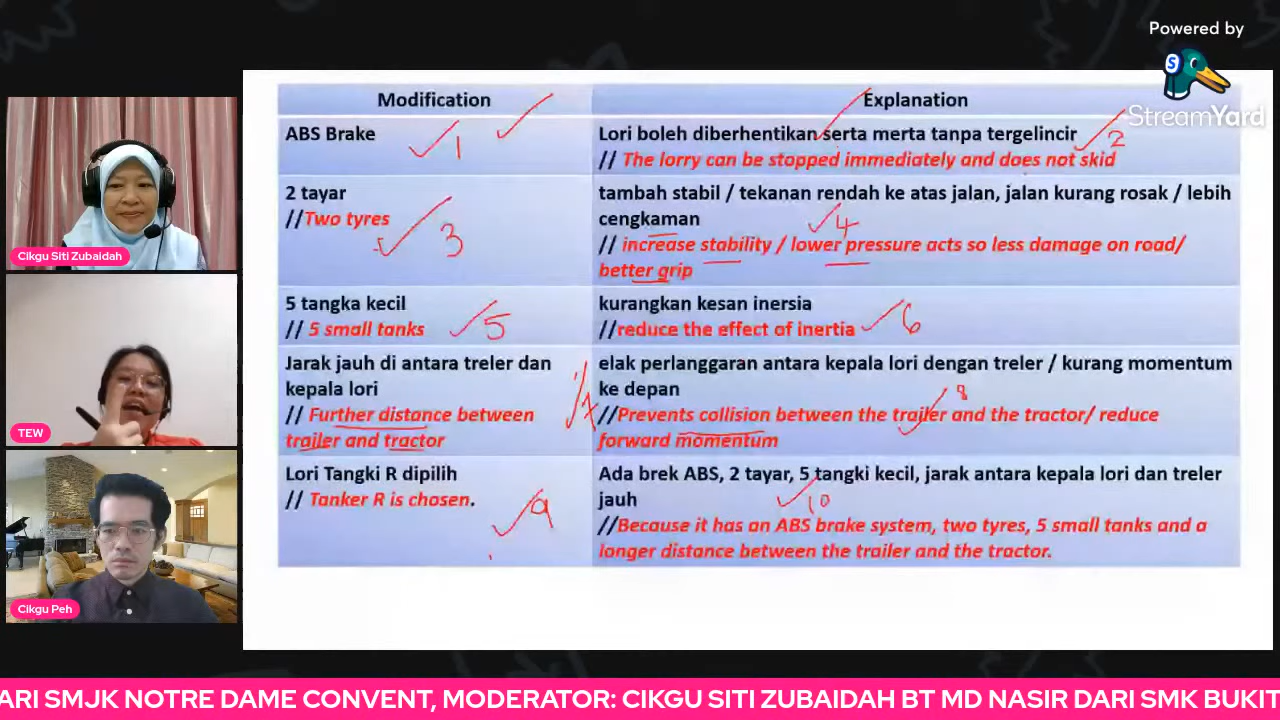 Powered by
S
StreamYard
Modification
Explanation
ABS Brake
1
Lori boleh diberhentikan serta merta tanpa tergelincir
2
// The lorry can be stopped immediately and does not skid
2 tayar
//Two tyres
3
tambah stabil / tekanan rendah ke atas jalan, jalan kurang rosak / lebih
cengkaman
4
// increase stability / lower pressure acts so less damage on road/
better grip
5 tangka kecil
// 5 small tanks
5
kurangkan kesan inersia
//reduce the effect of inertia
6
Jarak jauh di antara treler dan
kepala lori
// Further distance between
trailer and tractor
7
elak perlanggaran antara kepala lori dengan treler / kurang momentum
ke depan
8
//Prevents collision between the trailer and the tractor/ reduce
forward momentum
Lori Tangki R dipilih
// Tanker R is chosen.
9
Ada brek ABS, 2 tayar, 5 tangki kecil, jarak antara kepala lori dan treler
jauh
10
//Because it has an ABS brake system, two tyres, 5 small tanks and a
longer distance between the trailer and the tractor.
Cikgu Siti Zubaidah
TEW
Cikgu Peh
ARI SMJK NOTRE DAME CONVENT, MODERATOR: CIKGU SITI ZUBAIDAH BT MD NASIR DARI SMK BUKIT